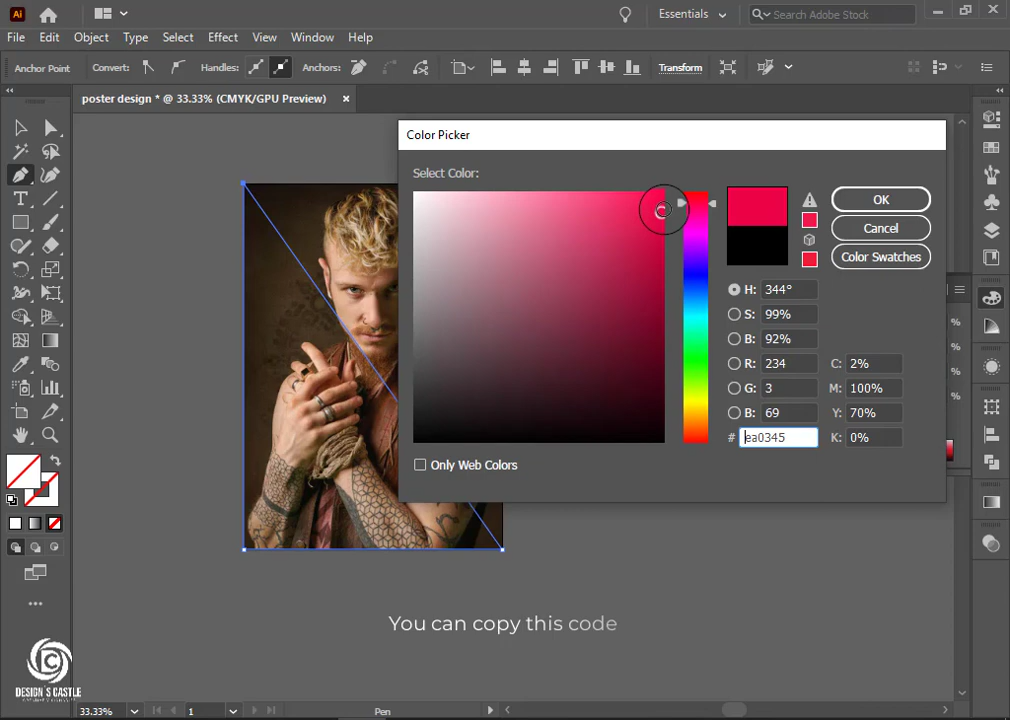 Ai
Essentials
Search Adobe Stock
File Edit Object Type Select Effect View Window Help
Anchor Point Convert: Handles: Anchors: Transform
poster design * @ 33.33% (CMYK/GPU Preview)
Color Picker
Select Color:
OK
Cancel
Color Swatches
H: 344°
S: 99%
B: 92%
R: 234 C: 2%
G: 3 M: 100%
B: 69 Y: 70%
# ea0345 K: 0%
Only Web Colors
%
%
%
%
You can copy this code
DESIGN'S CASTLE
33.33% 1 Pen